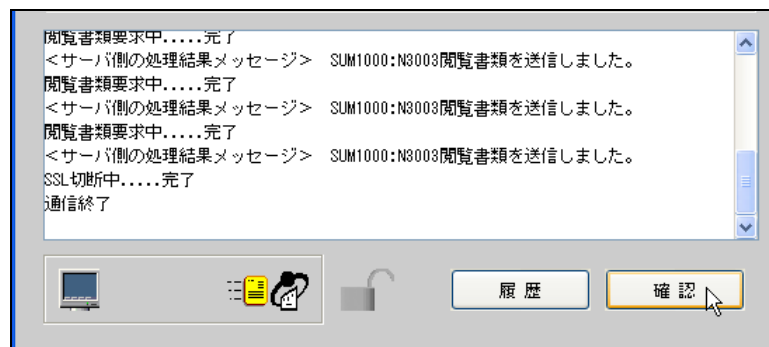 閲覧書類要求中.....完了
<サーバ側の処理結果メッセージ>　SUM1000:N3003閲覧書類を送信しました。
閲覧書類要求中.....完了
<サーバ側の処理結果メッセージ>　SUM1000:N3003閲覧書類を送信しました。
閲覧書類要求中.....完了
<サーバ側の処理結果メッセージ>　SUM1000:N3003閲覧書類を送信しました。
SSL切断中.....完了
通信終了
履 歴
確 認